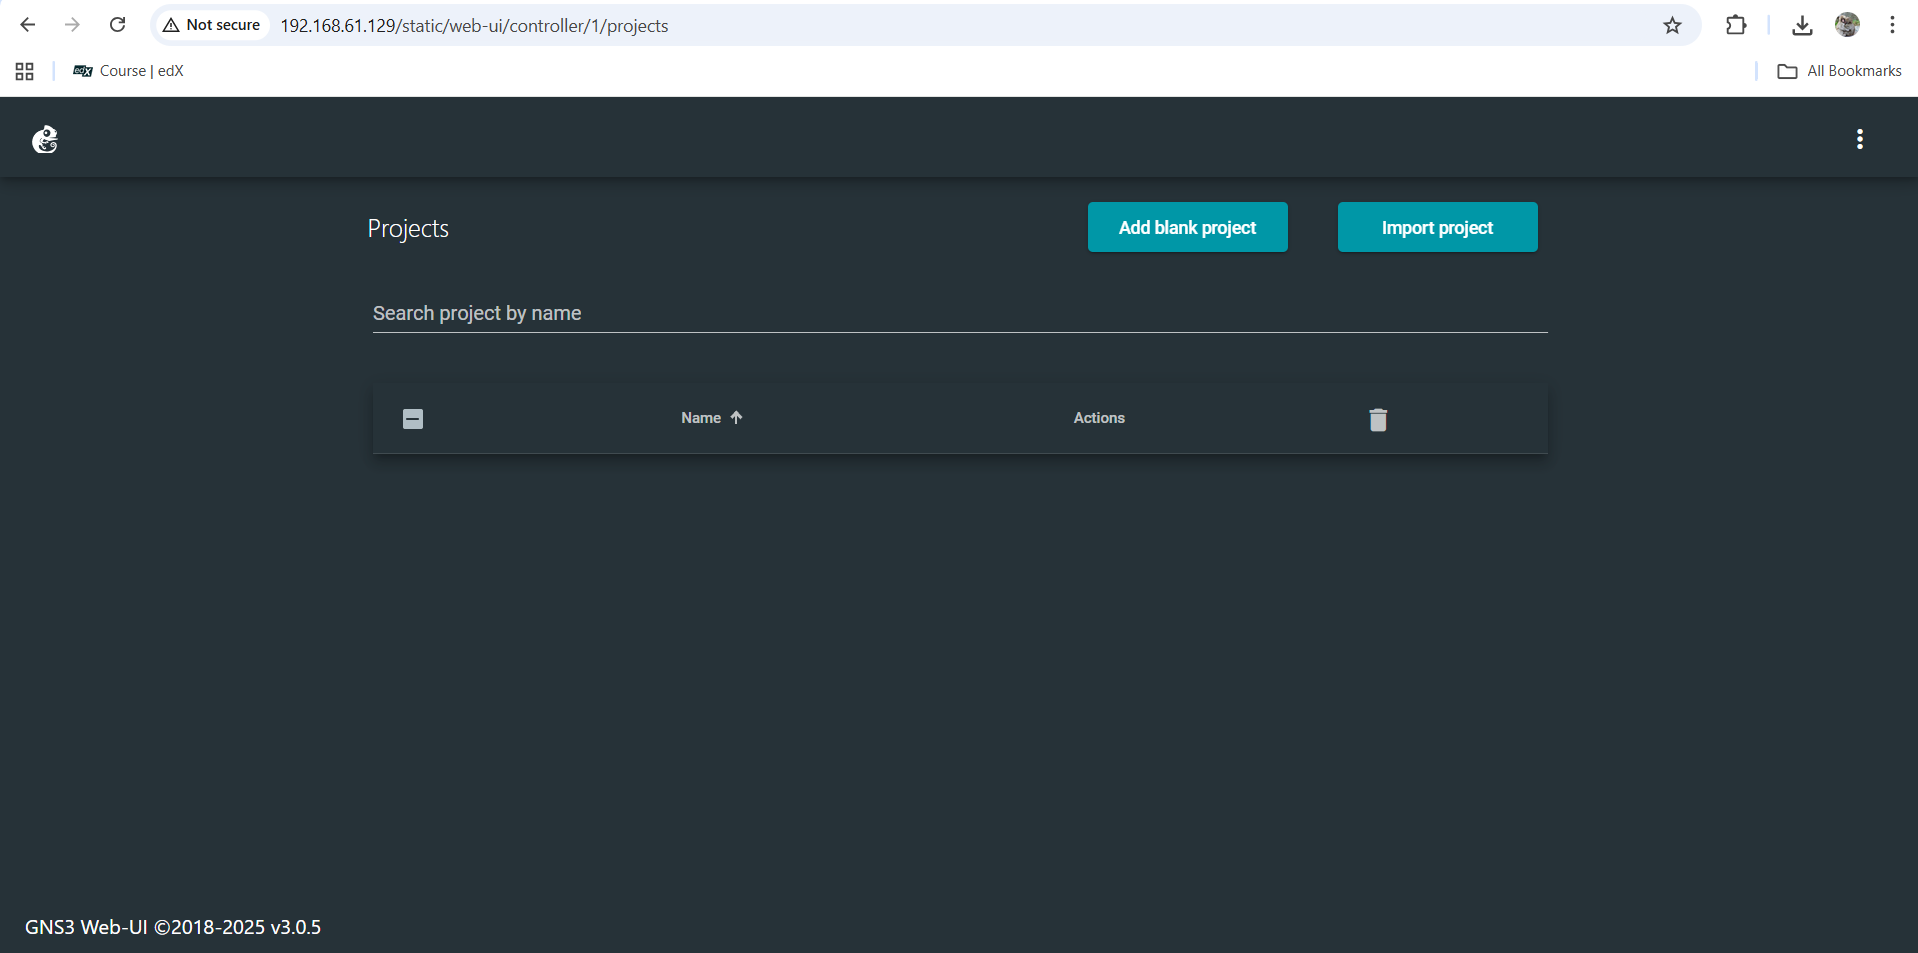 Not secure 192.168.61.129/static/web-ui/controller/1/projects
edX Course | edX All Bookmarks
Projects Add blank project Import project
Search project by name
Name Actions
GNS3 Web-UI ©2018-2025 v3.0.5